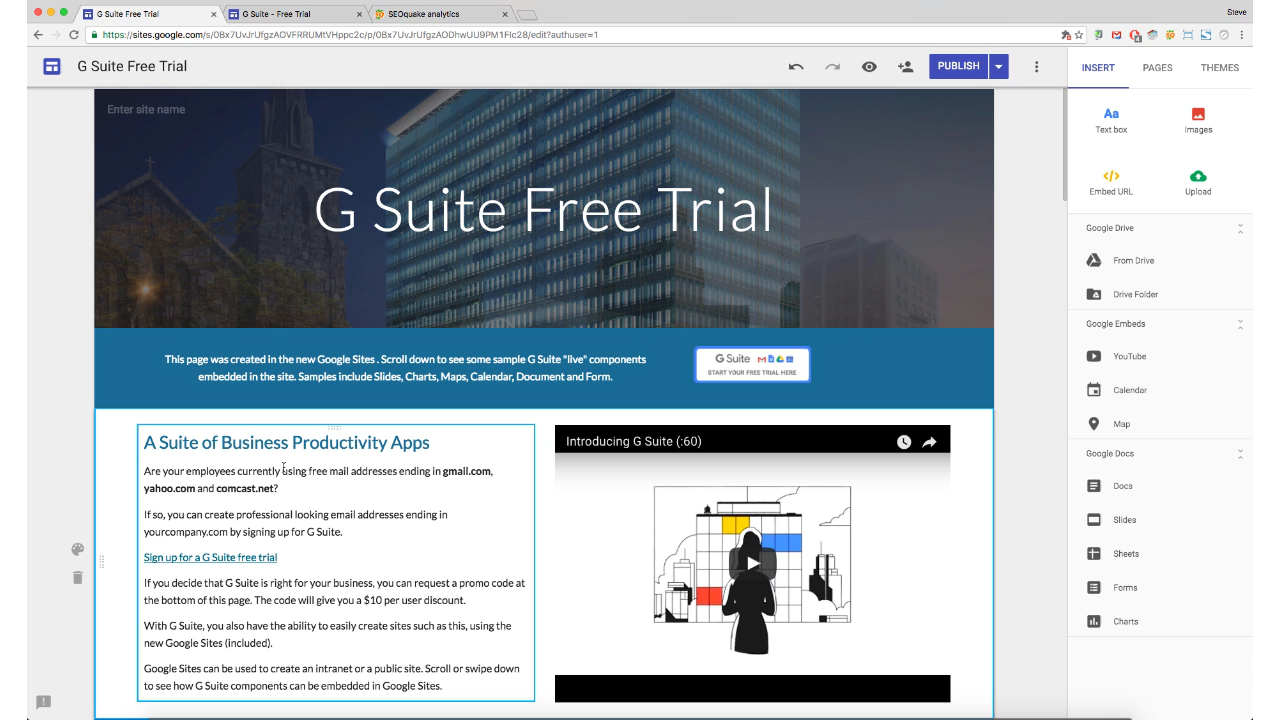 G Suite Free Trial
G Suite - Free Trial
SEOquake analytics
Steve
https://sites.google.com/s/0Bx7UvJrUfgzAOVFRRUMtVHppc2c/p/0Bx7UvJrUfgzAODhwUU9PM1FIc28/edit?authuser=1
G Suite Free Trial
PUBLISH
INSERT
PAGES
THEMES
Enter site name
G Suite Free Trial
This page was created in the new Google Sites . Scroll down to see some sample G Suite "live" components
embedded in the site. Samples include Slides, Charts, Maps, Calendar, Document and Form.
G Suite
START YOUR FREE TRIAL HERE
A Suite of Business Productivity Apps
Are your employees currently using free mail addresses ending in gmail.com,
yahoo.com and comcast.net?
If so, you can create professional looking email addresses ending in
yourcompany.com by signing up for G Suite.
Sign up for a G Suite free trial
If you decide that G Suite is right for your business, you can request a promo code at
the bottom of this page. The code will give you a $10 per user discount.
With G Suite, you also have the ability to easily create sites such as this, using the
new Google Sites (included).
Google Sites can be used to create an intranet or a public site. Scroll or swipe down
to see how G Suite components can be embedded in Google Sites.
Introducing G Suite (:60)
Aa
Text box
Images
Embed URL
Upload
Google Drive
From Drive
Drive Folder
Google Embeds
YouTube
Calendar
Map
Google Docs
Docs
Slides
Sheets
Forms
Charts